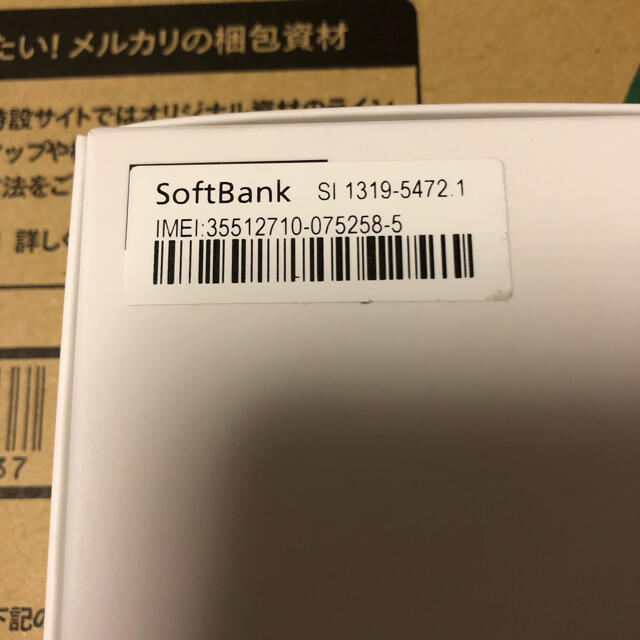 たい!メルカリの梱包資材
特設サイトではオリジナル資材のライン
アップや
方法をご
詳しく
SoftBank SI 1319-5472.1
IMEI:35512710-075258-5
37
下記の